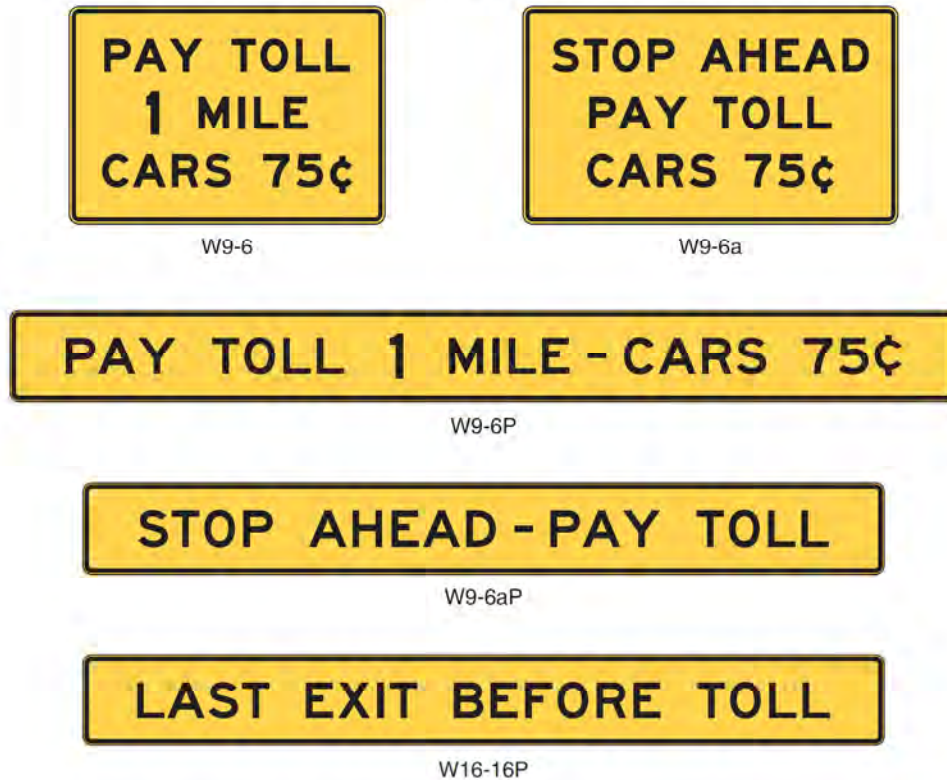 PAY TOLL
1 MILE
CARS 75¢
W9-6
STOP AHEAD
PAY TOLL
CARS 75¢
W9-6a
PAY TOLL 1 MILE - CARS 75¢
W9-6P
STOP AHEAD - PAY TOLL
W9-6aP
LAST EXIT BEFORE TOLL
W16-16P